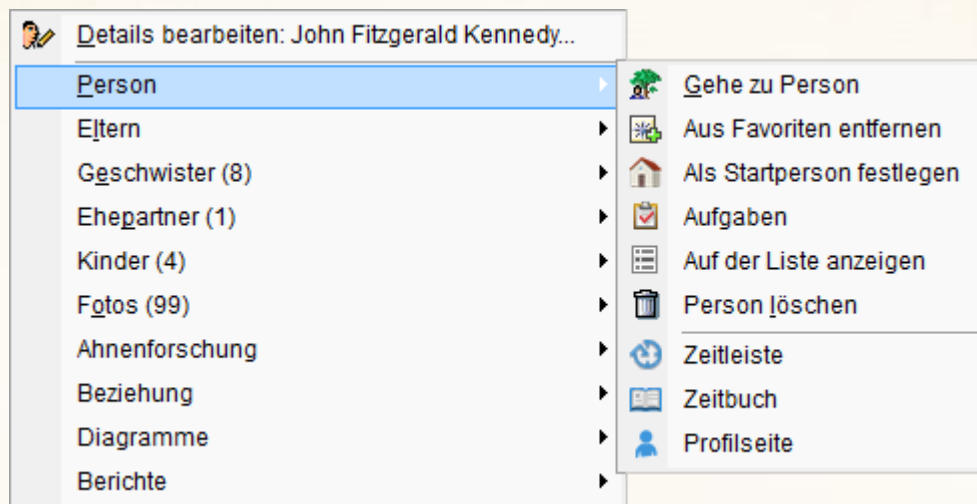 Details bearbeiten: John Fitzgerald Kennedy...
Person
Eltern
Geschwister (8)
Ehepartner (1)
Kinder (4)
Fotos (99)
Ahnenforschung
Beziehung
Diagramme
Berichte
Gehe zu Person
Aus Favoriten entfernen
Als Startperson festlegen
Aufgaben
Auf der Liste anzeigen
Person löschen
Zeitleiste
Zeitbuch
Profilseite